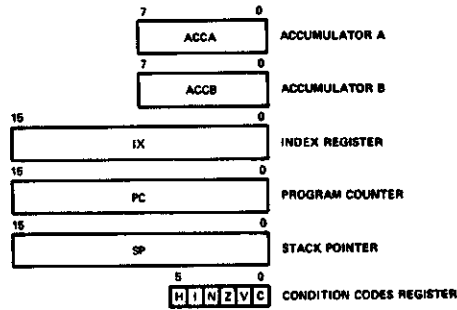 7 0
ACCA ACCUMULATOR A
7 0
ACCB ACCUMULATOR B
15 0
IX INDEX REGISTER
15 0
PC PROGRAM COUNTER
15 0
SP STACK POINTER
5 0
H I N Z V C CONDITION CODES REGISTER